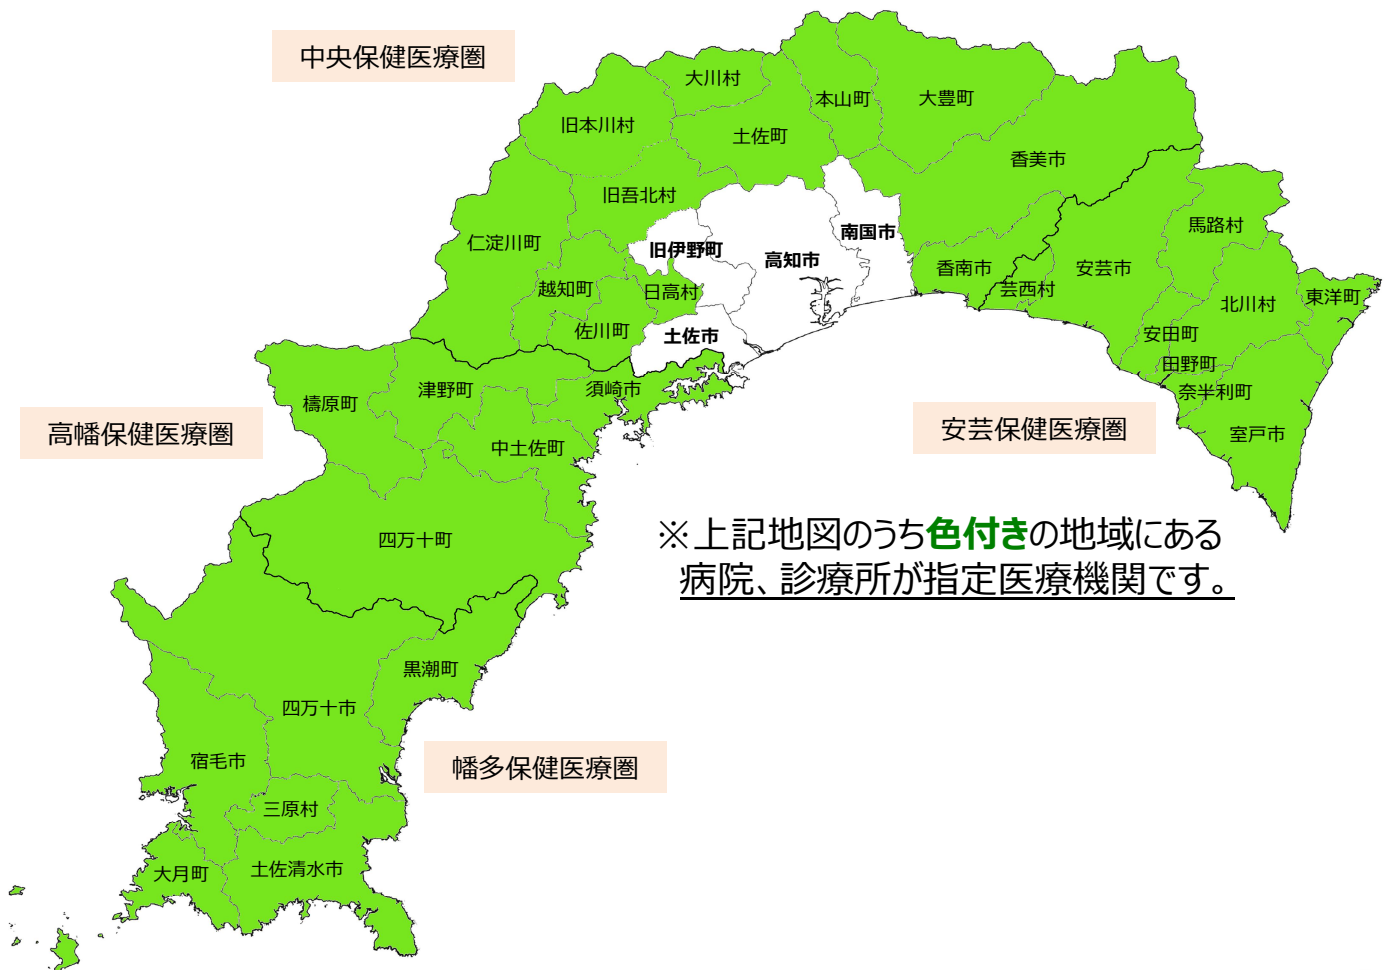 中央保健医療圏
大川村
本山町
大豊町
旧本川村
土佐町
香美市
旧吾北村
馬路村
仁淀川町
旧伊野町
高知市
南国市
香南市
芸西村
安芸市
越知町
日高村
北川村
東洋町
佐川町
土佐市
安田町
田野町
奈半利町
室戸市
津野町
須崎市
檮原町
中土佐町
高幡保健医療圏
安芸保健医療圏
四万十町
※上記地図のうち色付きの地域にある
病院、診療所が指定医療機関です。
黒潮町
四万十市
宿毛市
幡多保健医療圏
三原村
大月町
土佐清水市